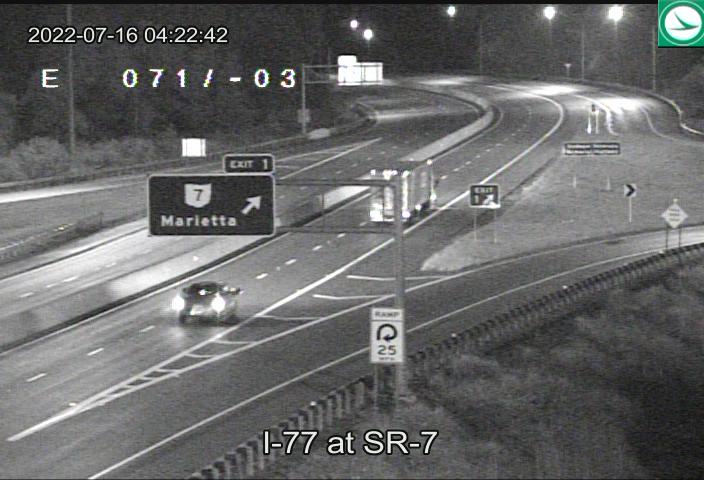 2022-07-16 04:22:42
E 071/-03
EXIT 1
7
Marietta
EXIT
1
RAMP
25
MPH
I-77 at SR-7